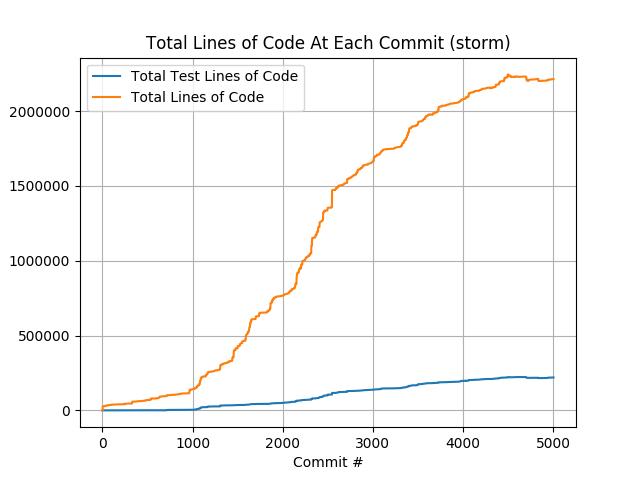 Total Lines of Code At Each Commit (storm)
Total Test Lines of Code
Total Lines of Code
2000000
1500000
1000000
500000
0
0 1000 2000 3000 4000 5000
Commit #